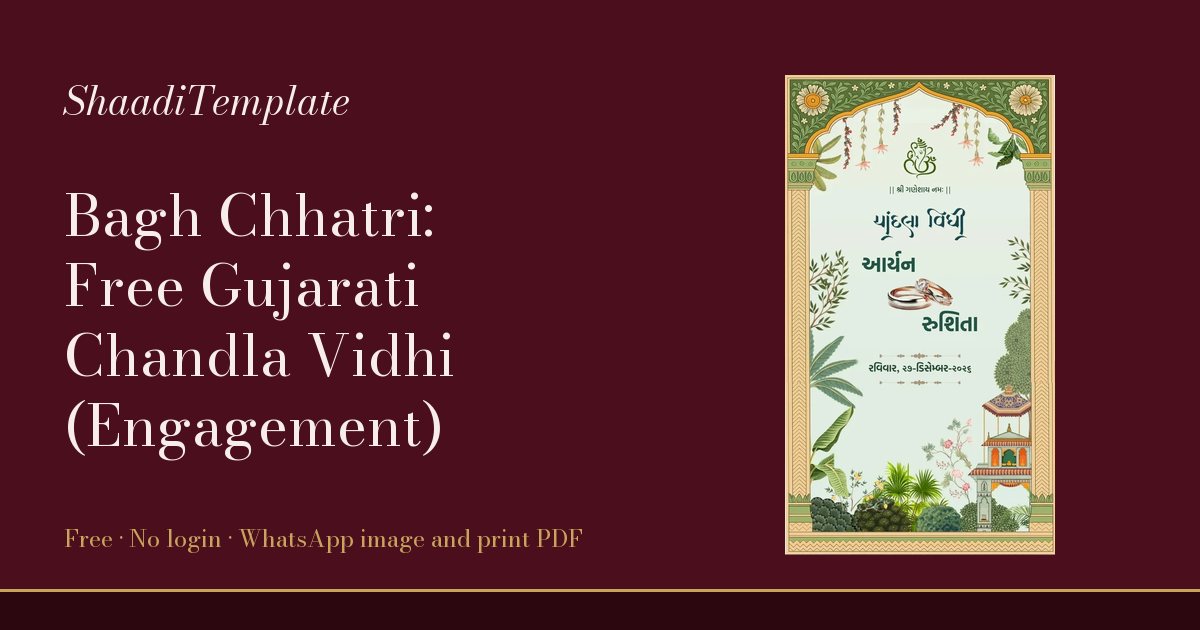 ShaadiTemplate
Bagh Chhatri:
Free Gujarati
Chandla Vidhi
(Engagement)
Free · No login · WhatsApp image and print PDF
|| શ્રી ગણેશાય નમઃ ||
ચાંદલા વિધી
આર્યન
રુશિતા
રવિવાર, ૨૭-ડિસેમ્બર-૨૦૨૬